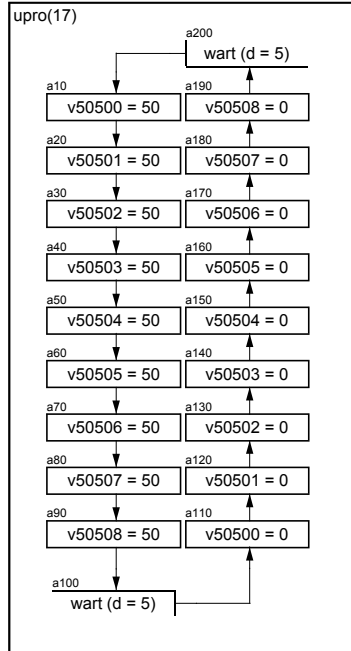 upro(17)
a200
wart (d = 5)
a10
v50500 = 50
a20
v50501 = 50
a30
v50502 = 50
a40
v50503 = 50
a50
v50504 = 50
a60
v50505 = 50
a70
v50506 = 50
a80
v50507 = 50
a90
v50508 = 50
a100
wart (d = 5)
a190
v50508 = 0
a180
v50507 = 0
a170
v50506 = 0
a160
v50505 = 0
a150
v50504 = 0
a140
v50503 = 0
a130
v50502 = 0
a120
v50501 = 0
a110
v50500 = 0